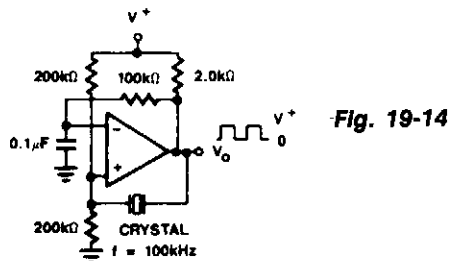 V+
200kΩ
100kΩ
2.0kΩ
0.1μF
−
+
V+
0
Vo
200kΩ
CRYSTAL
f = 100kHz
Fig. 19-14